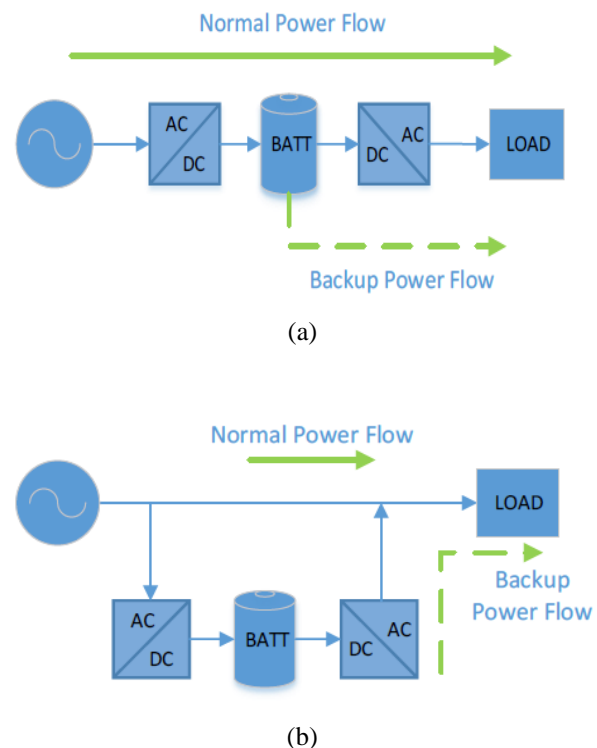 Normal Power Flow
AC
DC
BATT
AC
DC
LOAD
Backup Power Flow
(a)
Normal Power Flow
LOAD
Backup
Power Flow
AC
DC
BATT
AC
DC
(b)